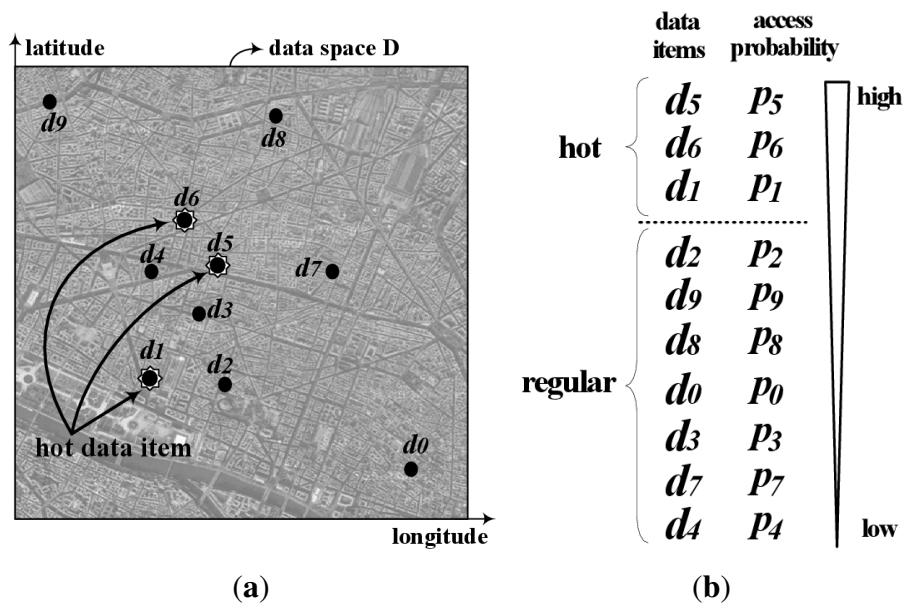 latitude
data space D
d9
d8
d6
d5
d4
d7
d3
d1
d2
hot data item
d0
longitude
(a)
data items
access probability
hot
d5 p5
d6 p6
d1 p1
regular
d2 p2
d9 p9
d8 p8
d0 p0
d3 p3
d7 p7
d4 p4
high
low
(b)